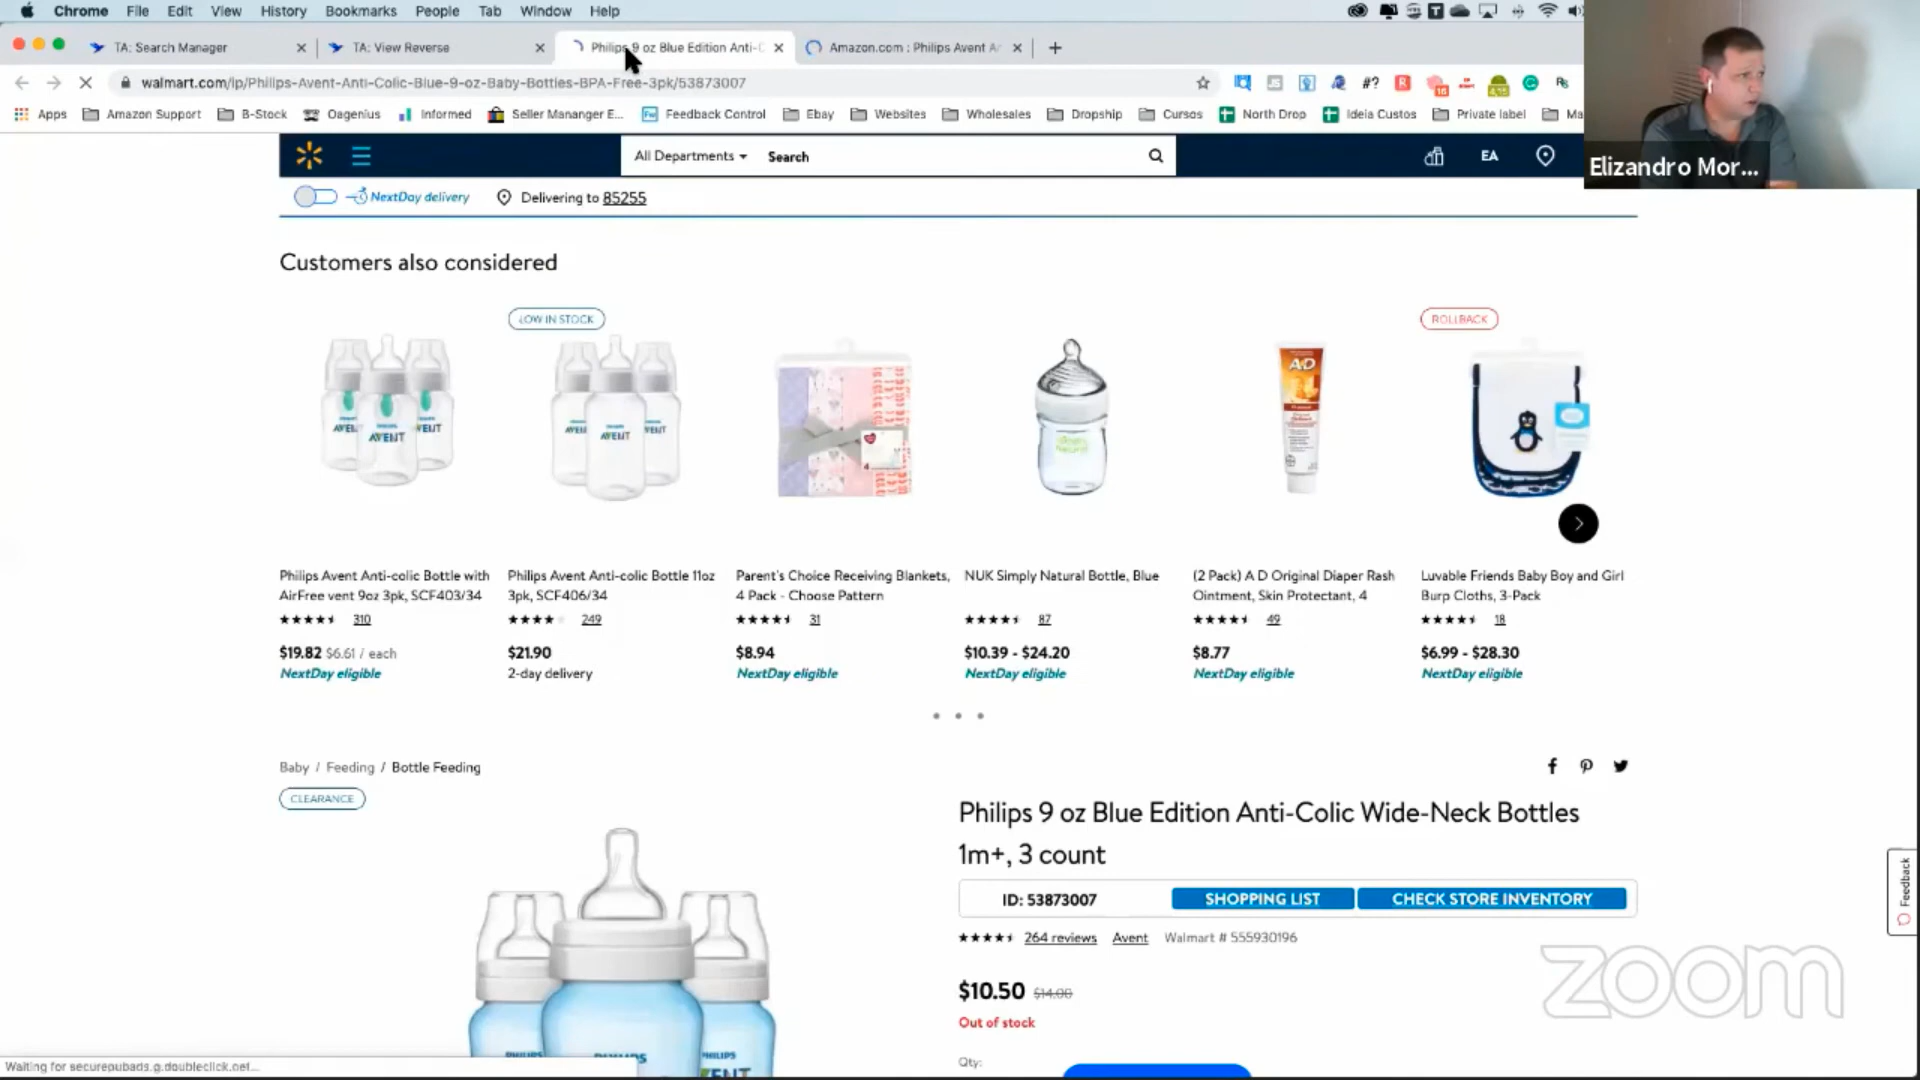 Chrome File Edit View History Bookmarks People Tab Window Help
TA: Search Manager
TA: View Reverse
Philips 9 oz Blue Edition Anti-C
Amazon.com : Philips Avent Ar
walmart.com/ip/Philips-Avent-Anti-Colic-Blue-9-oz-Baby-Bottles-BPA-Free-3pk/53873007
#?
Apps Amazon Support B-Stock Oagenius Informed Seller Mananger E... Feedback Control Ebay Websites Wholesales Dropship Cursos North Drop Ideia Custos Private label Ma
Elizandro Mor...
All Departments Search
EA
NextDay delivery Delivering to 85255
Customers also considered
LOW IN STOCK
ROLLBACK
AVENT
AVENT
A+D
Philips Avent Anti-colic Bottle with
AirFree vent 9oz 3pk, SCF403/34
310
$19.82 $6.61 / each
NextDay eligible
Philips Avent Anti-colic Bottle 11oz
3pk, SCF406/34
249
$21.90
2-day delivery
Parent's Choice Receiving Blankets,
4 Pack - Choose Pattern
31
$8.94
NextDay eligible
NUK Simply Natural Bottle, Blue
87
$10.39 - $24.20
NextDay eligible
(2 Pack) A D Original Diaper Rash
Ointment, Skin Protectant, 4
49
$8.77
NextDay eligible
Luvable Friends Baby Boy and Girl
Burp Cloths, 3-Pack
18
$6.99 - $28.30
NextDay eligible
Baby / Feeding / Bottle Feeding
CLEARANCE
Philips 9 oz Blue Edition Anti-Colic Wide-Neck Bottles
1m+, 3 count
ID: 53873007 SHOPPING LIST CHECK STORE INVENTORY
264 reviews Avent Walmart # 555930196
$10.50 $14.00
Out of stock
Qty:
Feedback
zoom
Waiting for securepubads.g.doubleclick.net...